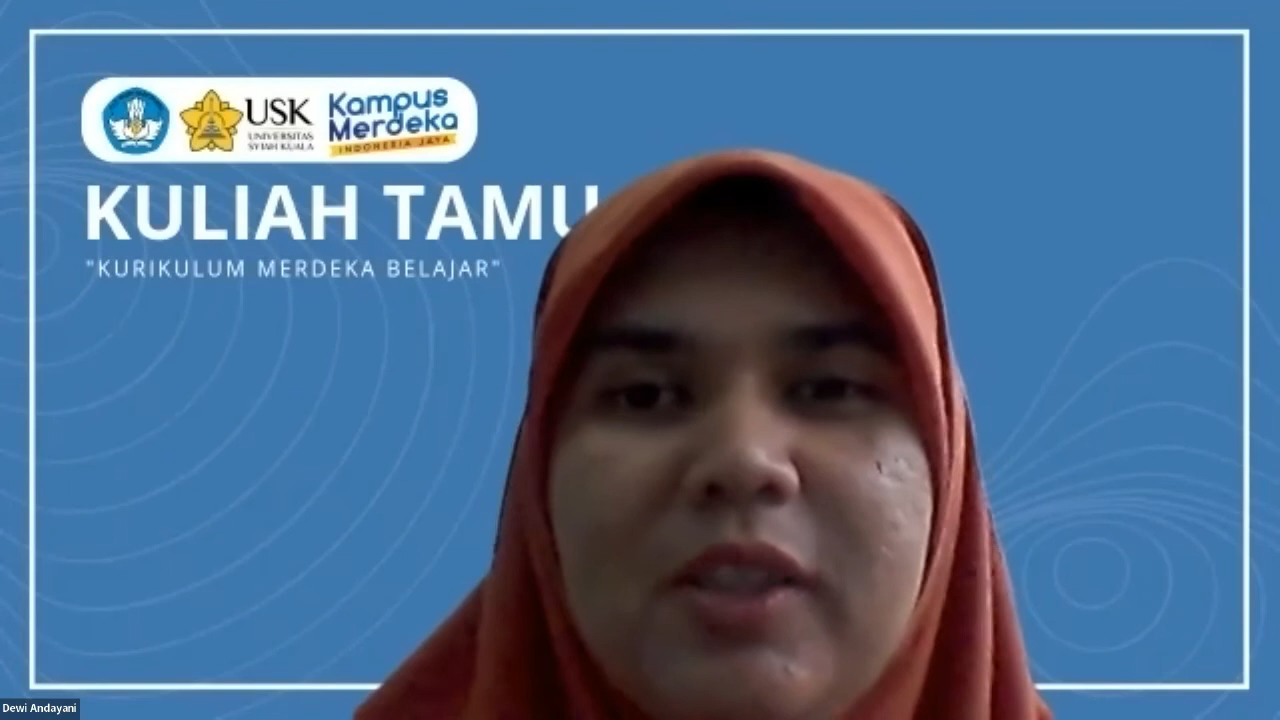 USK
UNIVERSITAS
SYIAH KUALA
Kampus
Merdeka
INDONESIA JAYA
KULIAH TAMU
"KURIKULUM MERDEKA BELAJAR"
Dewi Andayani